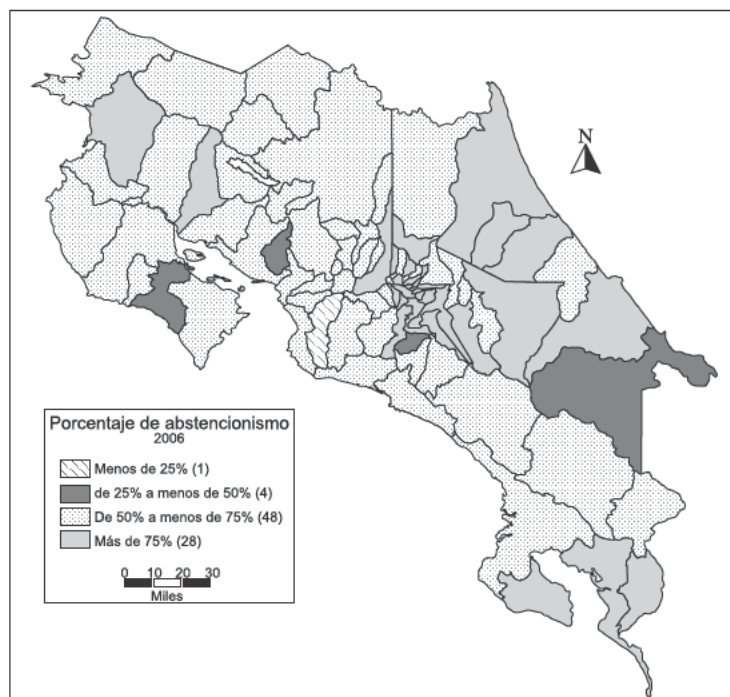 N
Porcentaje de abstencionismo
2006
Menos de 25% (1)
de 25% a menos de 50% (4)
De 50% a menos de 75% (48)
Más de 75% (28)
0 10 20 30
Miles